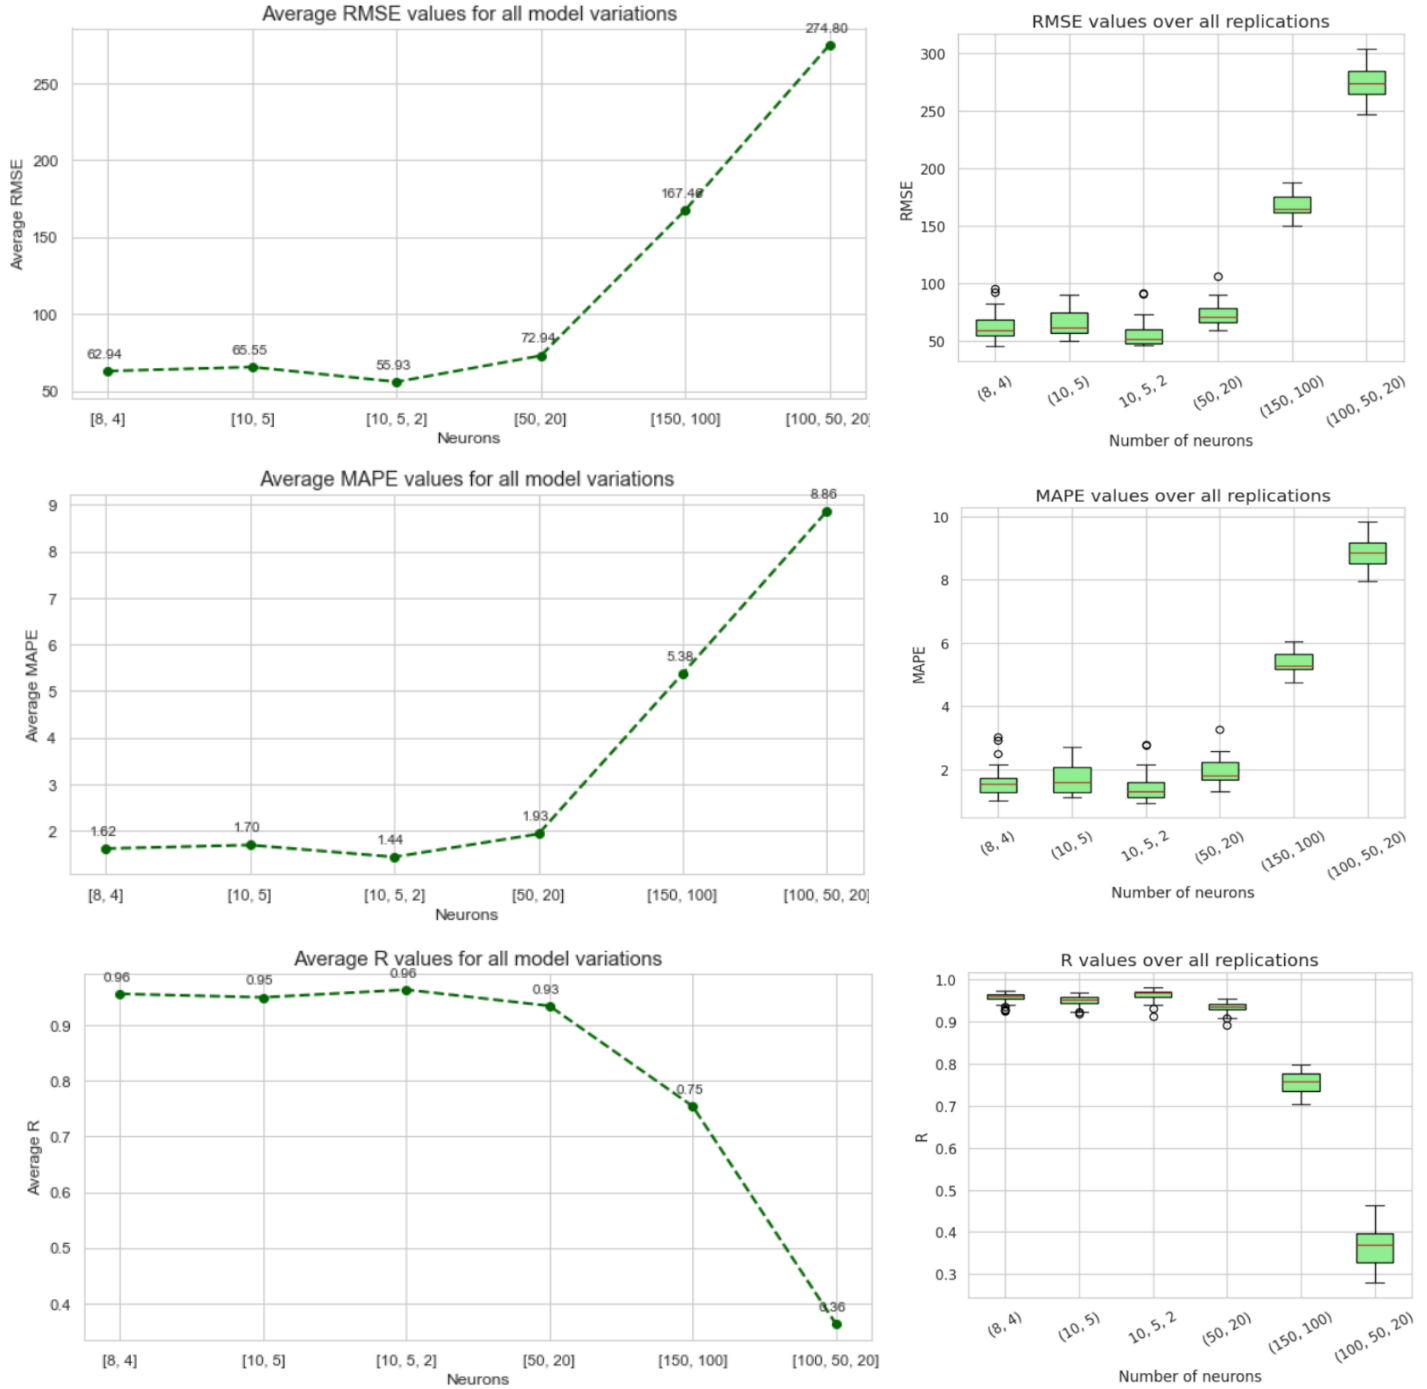 Average RMSE values for all model variations
Average RMSE
250
200
150
100
50
62.94
65.55
55.93
72.94
167.46
274.80
[8, 4]
[10, 5]
[10, 5, 2]
[50, 20]
[150, 100]
[100, 50, 20]
Neurons
RMSE values over all replications
RMSE
300
250
200
150
100
50
(8, 4)
(10, 5)
10, 5, 2
(50, 20)
(150, 100)
(100, 50, 20)
Number of neurons
Average MAPE values for all model variations
Average MAPE
9
8
7
6
5
4
3
2
1.62
1.70
1.44
1.93
5.38
8.86
[8, 4]
[10, 5]
[10, 5, 2]
[50, 20]
[150, 100]
[100, 50, 20]
Neurons
MAPE values over all replications
MAPE
10
8
6
4
2
(8, 4)
(10, 5)
10, 5, 2
(50, 20)
(150, 100)
(100, 50, 20)
Number of neurons
Average R values for all model variations
Average R
0.9
0.8
0.7
0.6
0.5
0.4
0.96
0.95
0.96
0.93
0.75
0.36
[8, 4]
[10, 5]
[10, 5, 2]
[50, 20]
[150, 100]
[100, 50, 20]
Neurons
R values over all replications
R
1.0
0.9
0.8
0.7
0.6
0.5
0.4
0.3
(8, 4)
(10, 5)
10, 5, 2
(50, 20)
(150, 100)
(100, 50, 20)
Number of neurons